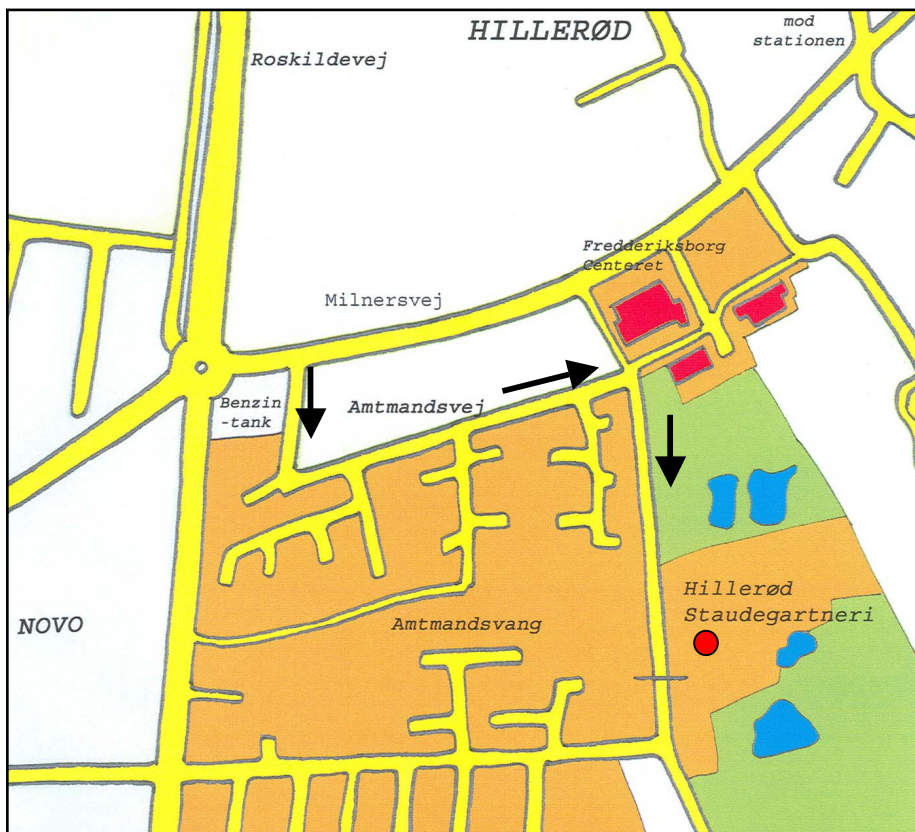 HILLERØD
mod
stationen
Roskildevej
Fredderiksborg
Centeret
Milnersvej
Benzin
-tank
Amtmandsvej
Hillerød
Staudegartneri
NOVO
Amtmandsvang